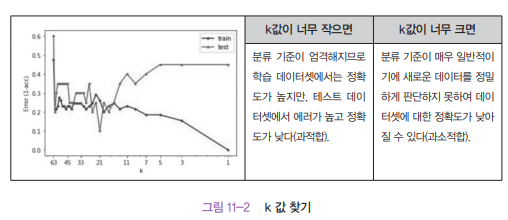 train
test
Error (1-acc)
0.6
0.5
0.4
0.3
0.2
0.1
0.0
63 45 33 21 11 7 5 3 1
k
k값이 너무 작으면
분류 기준이 엄격해지므로
학습 데이터셋에서는 정확
도가 높지만, 테스트 데이
터셋에서 에러가 높고 정확
도가 낮다(과적합).
k값이 너무 크면
분류 기준이 매우 일반적이
기에 새로운 데이터를 정밀
하게 판단하지 못하여 데이
터셋에 대한 정확도가 낮아
질 수 있다(과소적합).
그림 11-2 k 값 찾기